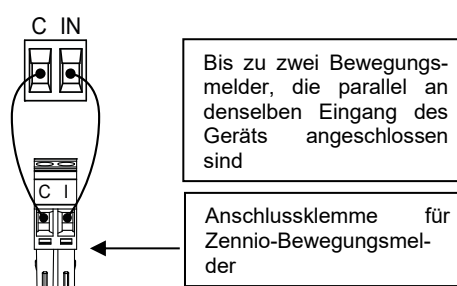 C IN
Bis zu zwei Bewegungs-
melder, die parallel an
denselben Eingang des
Geräts angeschlossen
sind
C I
Anschlussklemme für
Zennio-Bewegungsmel-
der